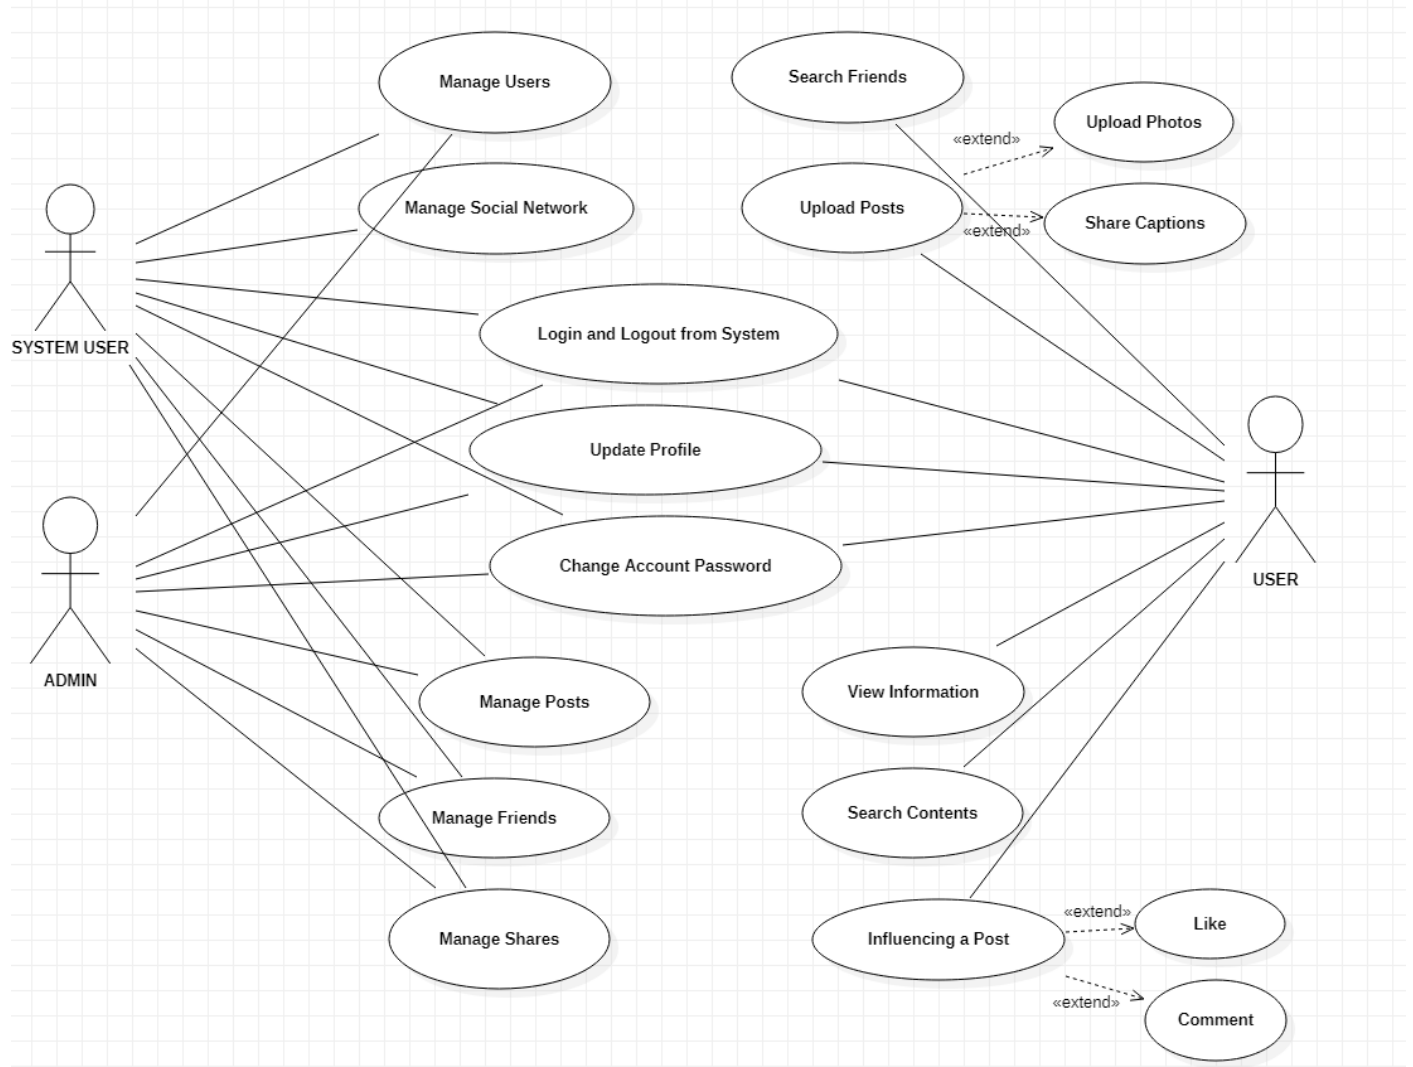 Manage Users
Search Friends
Upload Photos
«extend»
Manage Social Network
Upload Posts
Share Captions
«extend»
SYSTEM USER
Login and Logout from System
Update Profile
Change Account Password
USER
ADMIN
Manage Posts
View Information
Manage Friends
Search Contents
Manage Shares
Influencing a Post
«extend»
Like
«extend»
Comment